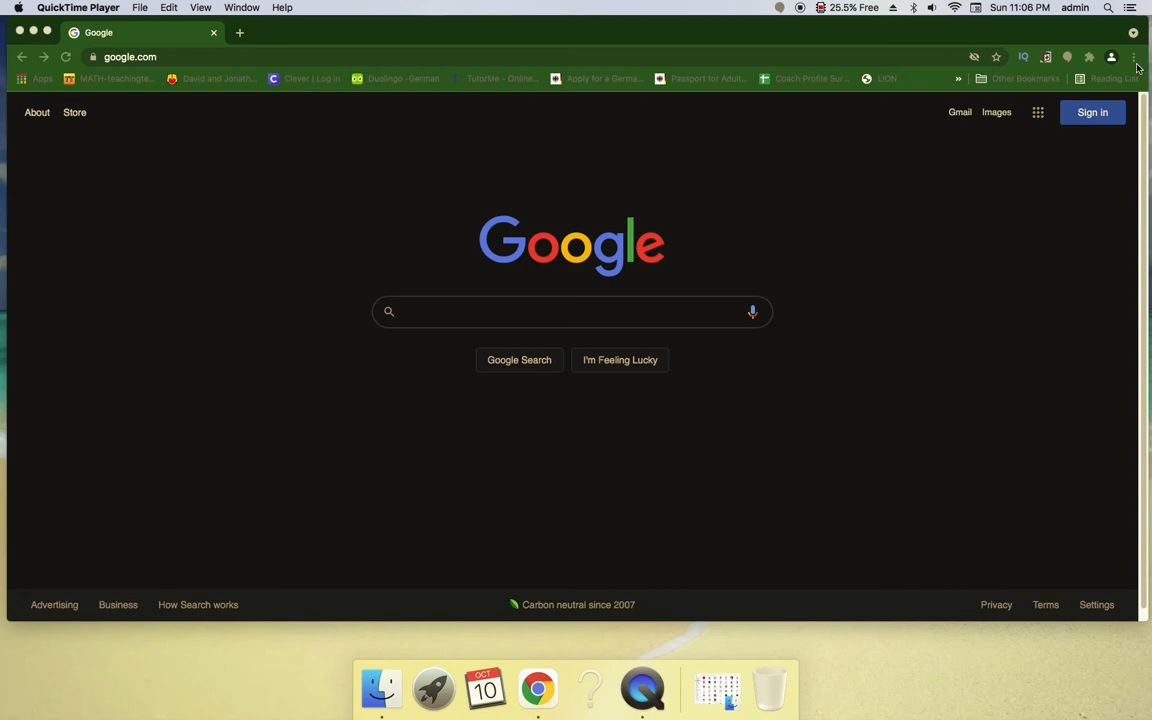 QuickTime Player File Edit View Window Help 25.5% Free Sun 11:06 PM admin
Google
google.com
Apps MATH-teachingte... David and Jonath... Clever | Log in Duolingo -German TutorMe - Online... Apply for a Germa... Passport for Adult... Coach Profile Sur... LION » Other Bookmarks Reading List
About Store Gmail Images Sign in
Google
Google Search I'm Feeling Lucky
Advertising Business How Search works Carbon neutral since 2007 Privacy Terms Settings
OCT
10